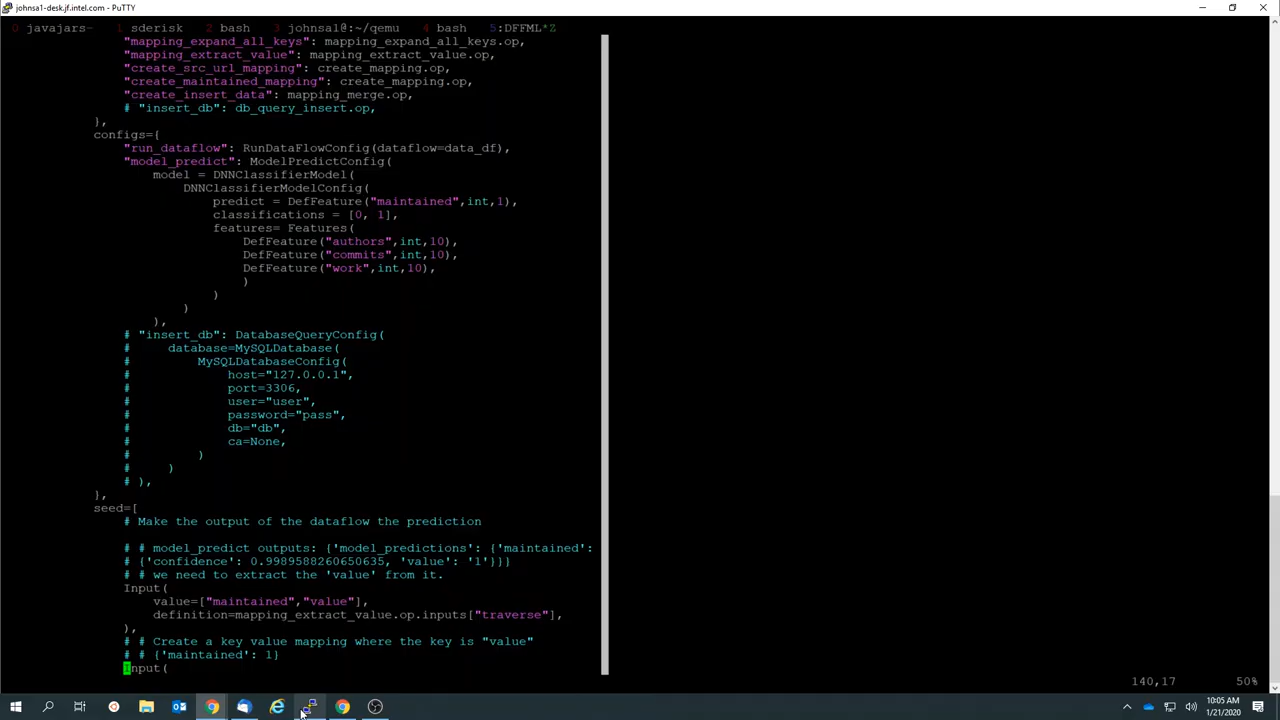 johnsa1-desk.jf.intel.com - PuTTY
0 javajars- 1 sderisk 2 bash 3 johnsa1@:~/qemu 4 bash 5:DFFML*Z
"mapping_expand_all_keys": mapping_expand_all_keys.op,
"mapping_extract_value": mapping_extract_value.op,
"create_src_url_mapping": create_mapping.op,
"create_maintained_mapping": create_mapping.op,
"create_insert_data": mapping_merge.op,
# "insert_db": db_query_insert.op,
},
configs={
"run_dataflow": RunDataFlowConfig(dataflow=data_df),
"model_predict": ModelPredictConfig(
model = DNNClassifierModel(
DNNClassifierModelConfig(
predict = DefFeature("maintained",int,1),
classifications = [0, 1],
features= Features(
DefFeature("authors",int,10),
DefFeature("commits",int,10),
DefFeature("work",int,10),
)
)
)
),
# "insert_db": DatabaseQueryConfig(
# database=MySQLDatabase(
# MySQLDatabaseConfig(
# host="127.0.0.1",
# port=3306,
# user="user",
# password="pass",
# db="db",
# ca=None,
# )
# )
# ),
},
seed=[
# Make the output of the dataflow the prediction
# # model_predict outputs: {'model_predictions': {'maintained':
# {'confidence': 0.9989588260650635, 'value': '1'}}}
# # we need to extract the 'value' from it.
Input(
value=["maintained","value"],
definition=mapping_extract_value.op.inputs["traverse"],
),
# # Create a key value mapping where the key is "value"
# # {'maintained': 1}
Input(
140,17 50%
10:05 AM
1/21/2020